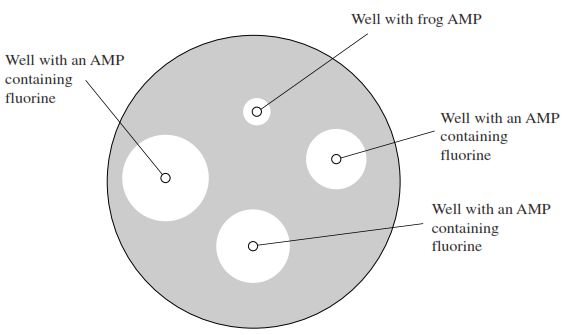 Well with frog AMP
Well with an AMP
containing
fluorine
Well with an AMP
containing
fluorine
Well with an AMP
containing
fluorine